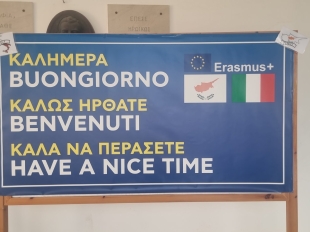 ΚΑΛΗΜΕΡΑ
BUONGIORNO
Erasmus+
ΚΑΛΩΣ ΗΡΘΑΤΕ
BENVENUTI
ΚΑΛΑ ΝΑ ΠΕΡΑΣΕΤΕ
HAVE A NICE TIME